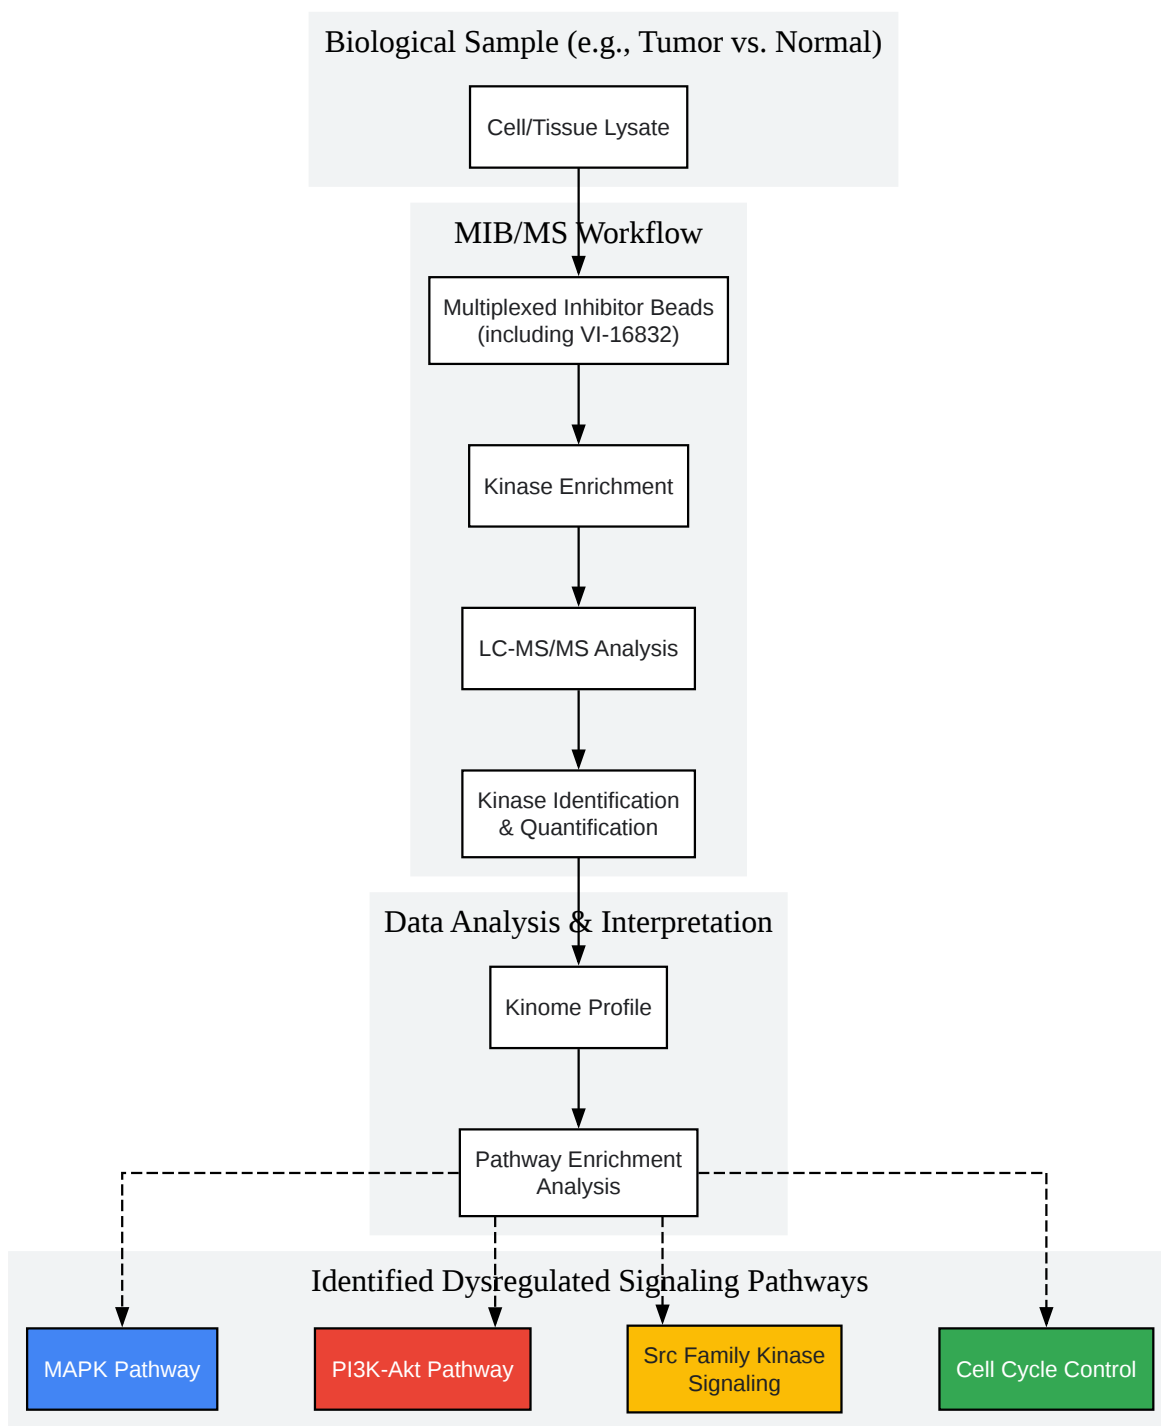 Biological Sample (e.g., Tumor vs. Normal)
Cell/Tissue Lysate
MIB/MS Workflow
Multiplexed Inhibitor Beads
(including VI-16832)
Kinase Enrichment
LC-MS/MS Analysis
Kinase Identification
& Quantification
Data Analysis & Interpretation
Kinome Profile
Pathway Enrichment
Analysis
Identified Dysregulated Signaling Pathways
MAPK Pathway
PI3K-Akt Pathway
Src Family Kinase
Signaling
Cell Cycle Control